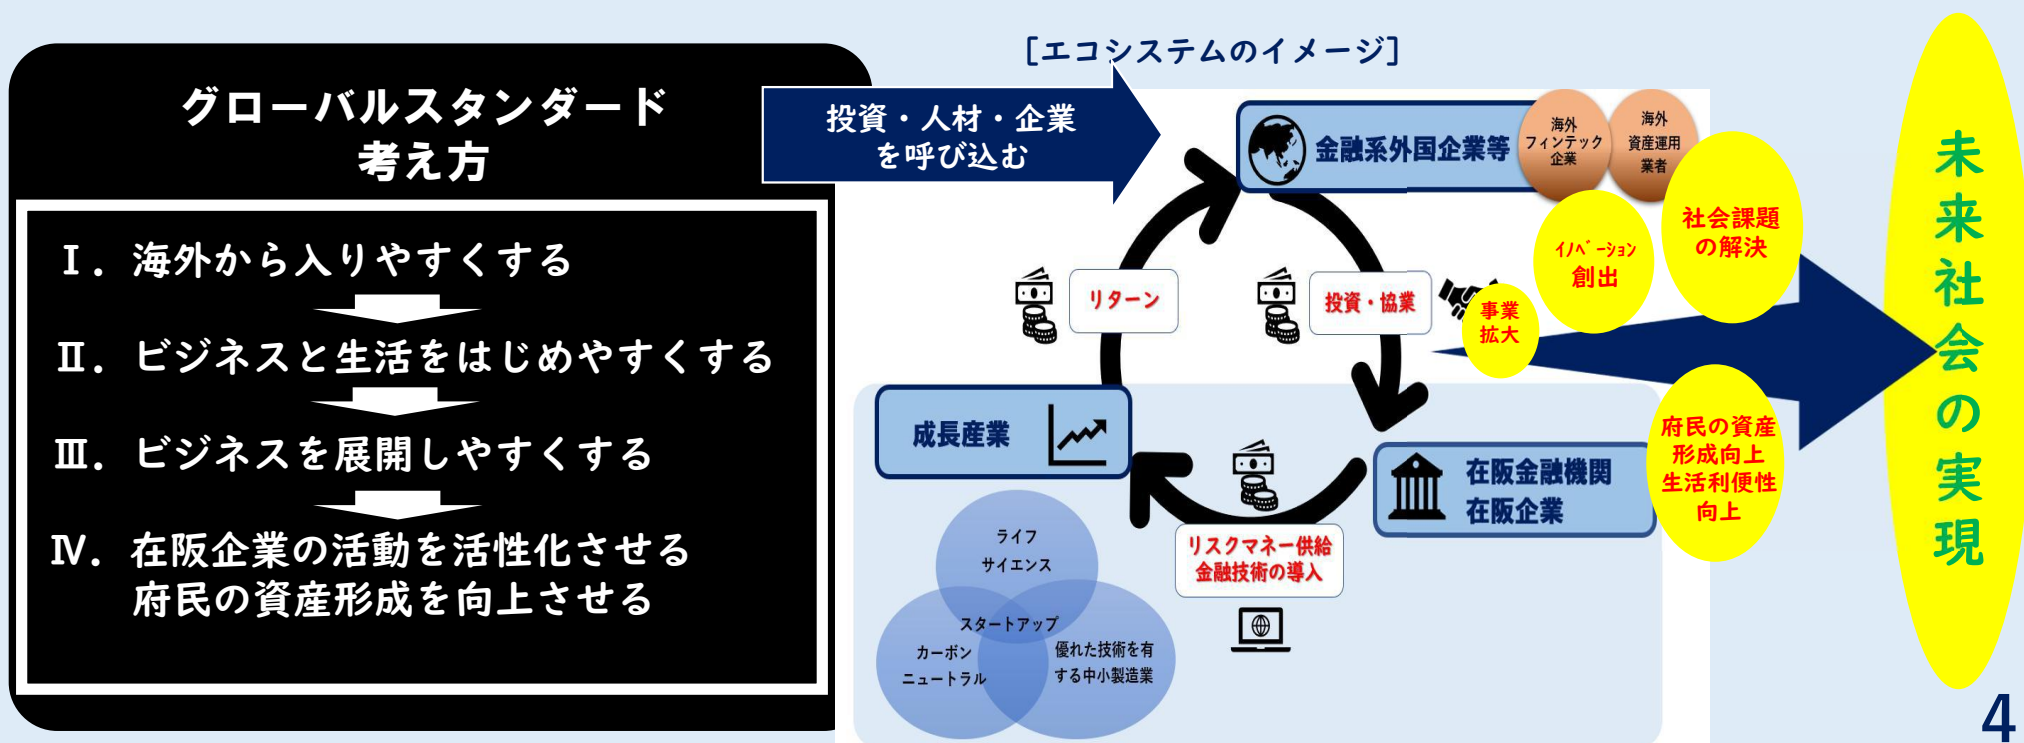 グローバルスタンダード
考え方
Ⅰ．海外から入りやすくする
Ⅱ．ビジネスと生活をはじめやすくする
Ⅲ．ビジネスを展開しやすくする
Ⅳ．在阪企業の活動を活性化させる
府民の資産形成を向上させる
［エコシステムのイメージ］
投資・人材・企業
を呼び込む
金融系外国企業等
海外
フィンテック
企業
海外
資産運用
業者
リターン
投資・協業
事業
拡大
ｲﾉﾍﾞｰｼｮﾝ
創出
社会課題
の解決
成長産業
在阪金融機関
在阪企業
府民の資産
形成向上
生活利便性
向上
リスクマネー供給
金融技術の導入
ライフ
サイエンス
スタートアップ
カーボン
ニュートラル
優れた技術を有
する中小製造業
未来社会の実現
4